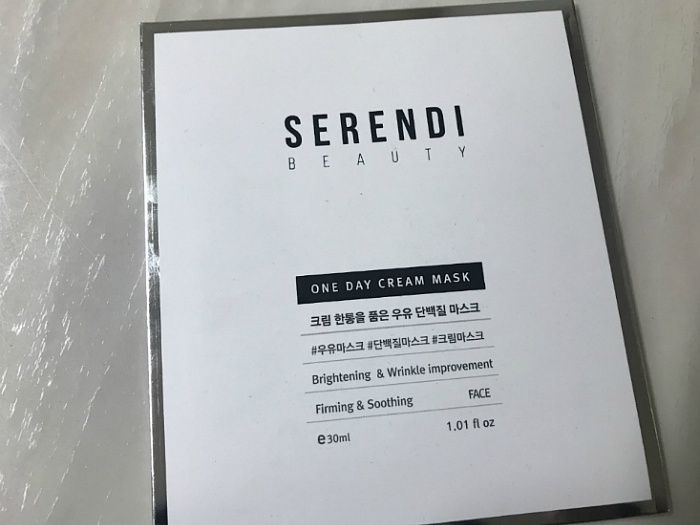 SERENDI
BEAUTY
ONE DAY CREAM MASK
크림 한통을 품은 우유 단백질 마스크
#우유마스크 #단백질마스크 #크림마스크
Brightening & Wrinkle improvement
Firming & Soothing FACE
e30ml 1.01 fl oz